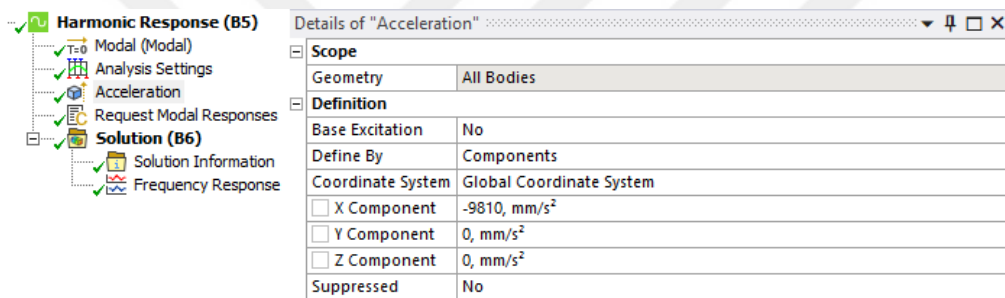 Harmonic Response (B5)
T=0 Modal (Modal)
Analysis Settings
Acceleration
Request Modal Responses
Solution (B6)
Solution Information
Frequency Response
Details of "Acceleration"
Scope
Geometry All Bodies
Definition
Base Excitation No
Define By Components
Coordinate System Global Coordinate System
X Component -9810, mm/s²
Y Component 0, mm/s²
Z Component 0, mm/s²
Suppressed No